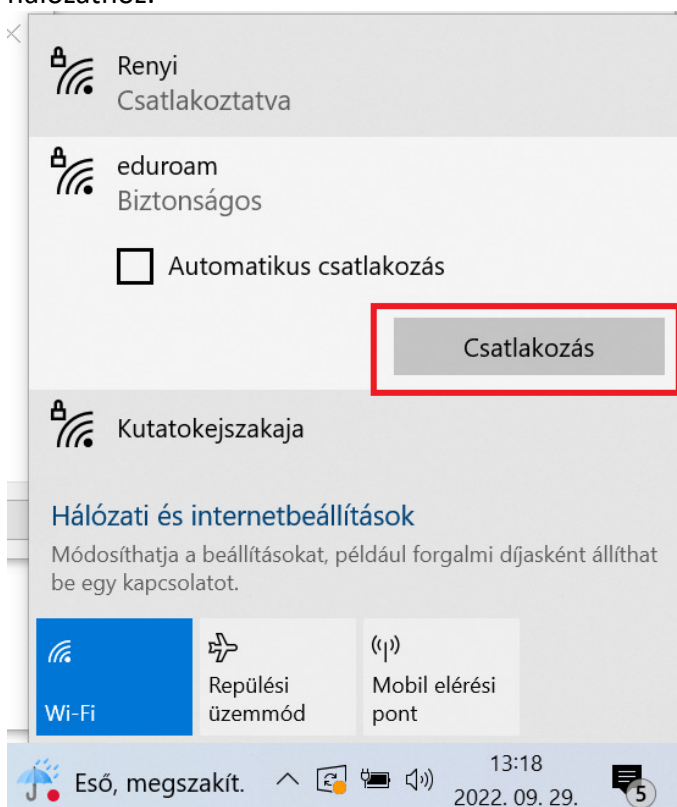 hálózathoz.
Renyi
Csatlakoztatva
eduroam
Biztonságos
Automatikus csatlakozás
Csatlakozás
Kutatokejszakaja
Hálózati és internetbeállítások
Módosíthatja a beállításokat, például forgalmi díjasként állíthat
be egy kapcsolatot.
Wi-Fi
Repülési
üzemmód
Mobil elérési
pont
Eső, megszakít.
13:18
2022. 09. 29.
5